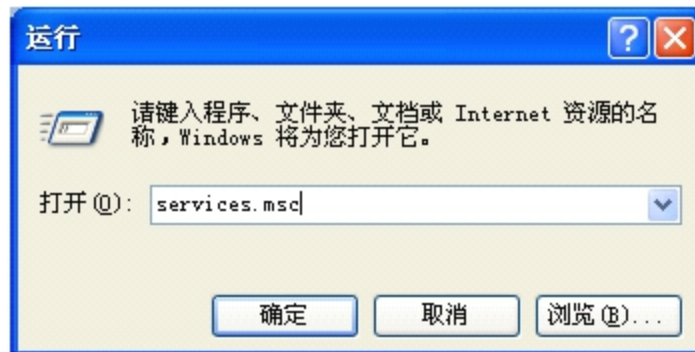 运行
请键入程序、文件夹、文档或 Internet 资源的名
称，Windows 将为您打开它。
打开(O): services.msc
确定 取消 浏览(B)...